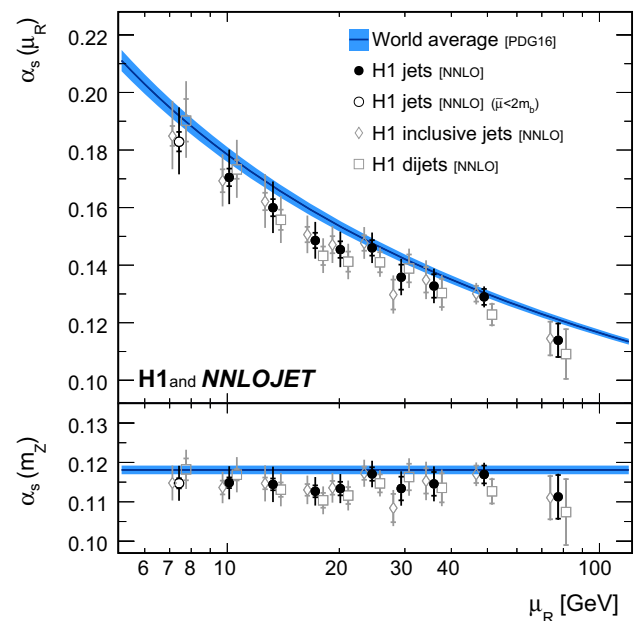 α_s (μ_R)
0.22
0.20
0.18
0.16
0.14
0.12
0.10
World average [PDG16]
H1 jets [NNLO]
H1 jets [NNLO] (μ̄<2m_b)
H1 inclusive jets [NNLO]
H1 dijets [NNLO]
H1 and NNLOJET
α_s (m_Z)
0.13
0.12
0.11
0.10
6 7 8 10 20 30 40 100
μ_R [GeV]